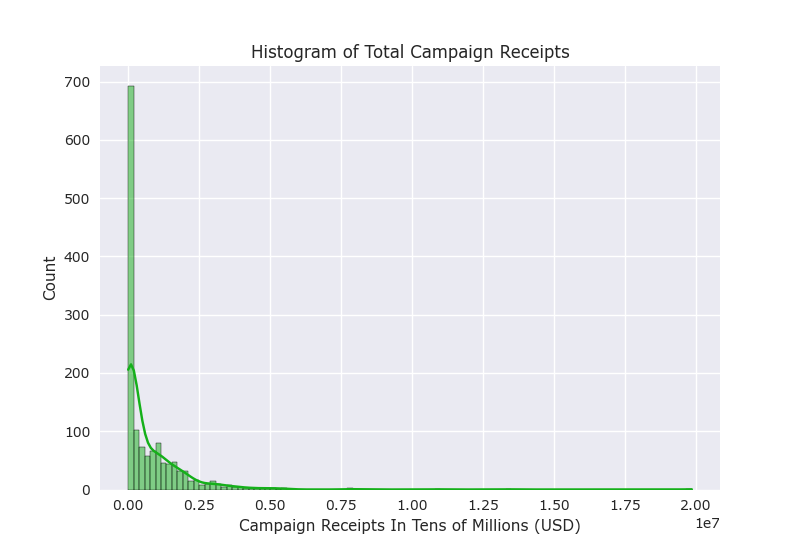 Histogram of Total Campaign Receipts
700
600
500
400
300
200
100
0
Count
0.00 0.25 0.50 0.75 1.00 1.25 1.50 1.75 2.00
1e7
Campaign Receipts In Tens of Millions (USD)